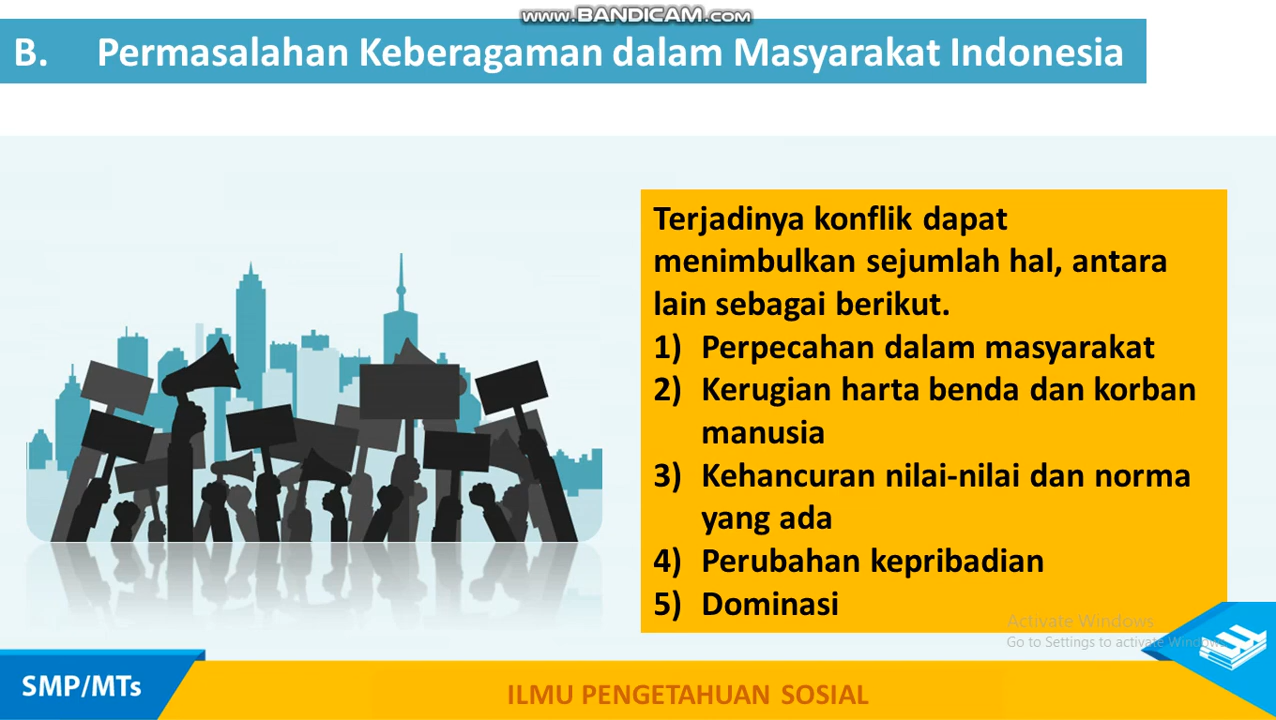 www.BANDICAM.com
B. Permasalahan Keberagaman dalam Masyarakat Indonesia
Terjadinya konflik dapat
menimbulkan sejumlah hal, antara
lain sebagai berikut.
1) Perpecahan dalam masyarakat
2) Kerugian harta benda dan korban
manusia
3) Kehancuran nilai-nilai dan norma
yang ada
4) Perubahan kepribadian
5) Dominasi
Activate Windows
Go to Settings to activate Windows.
SMP/MTs
ILMU PENGETAHUAN SOSIAL